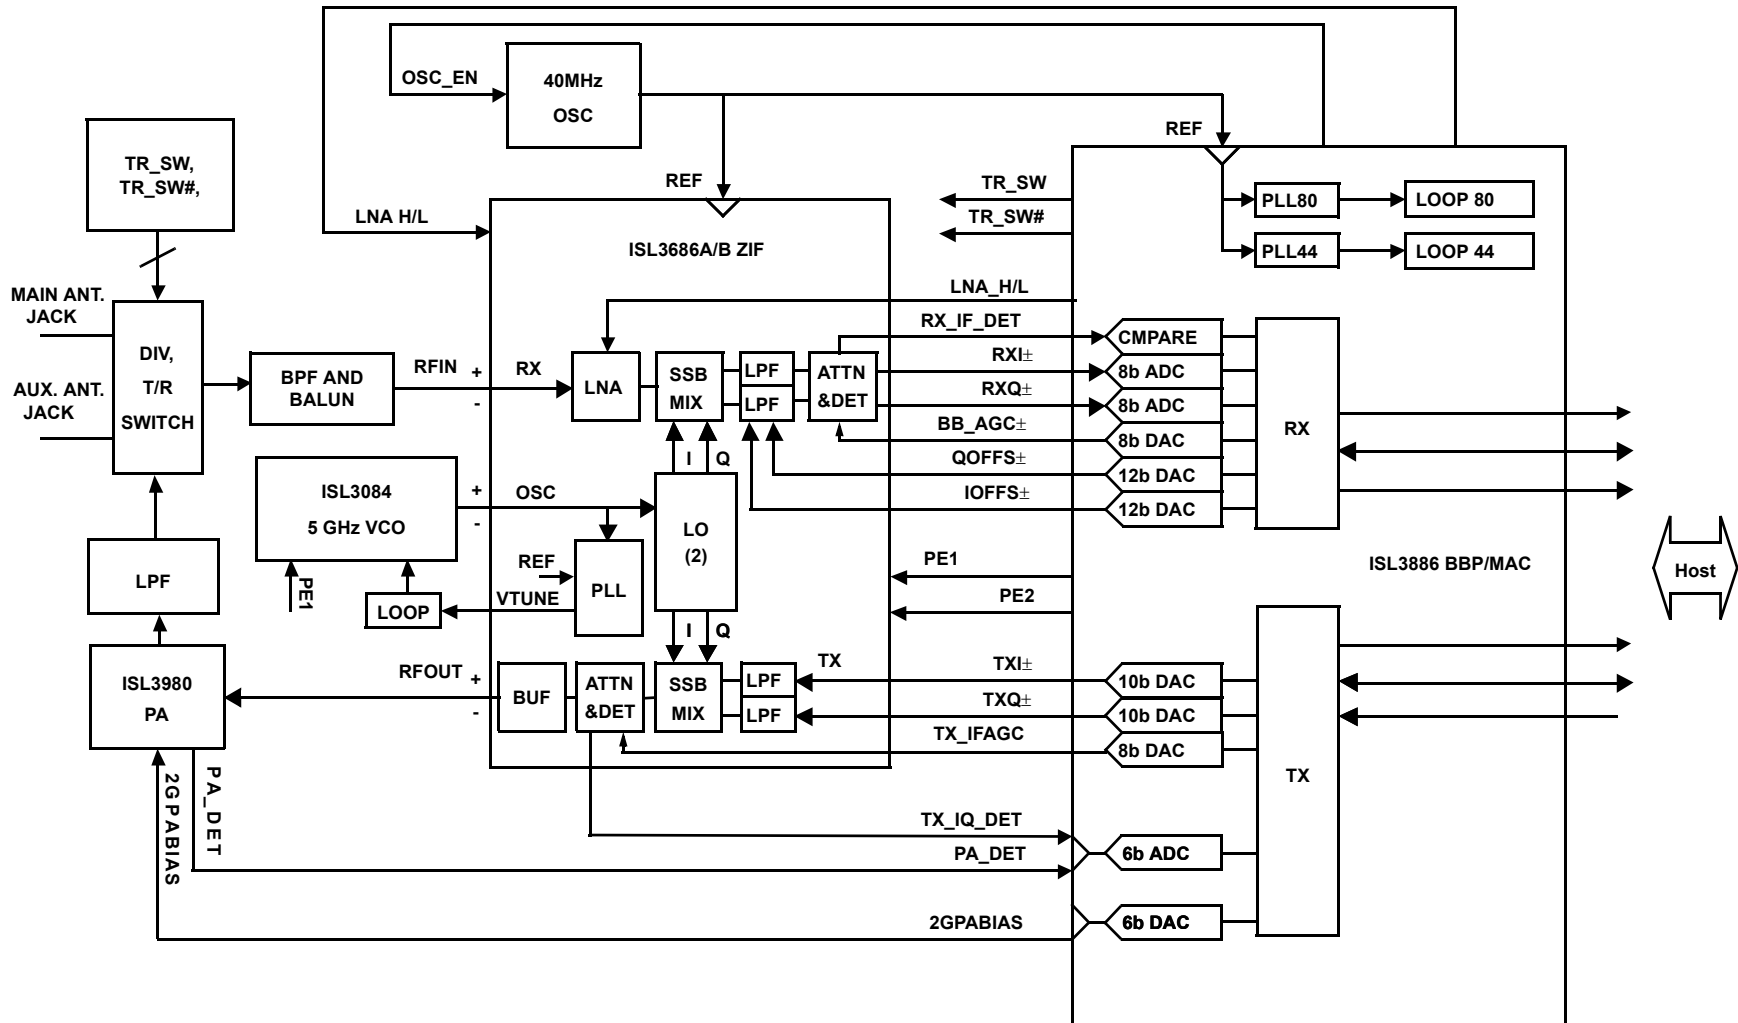 OSC_EN
40MHz
OSC
REF
TR_SW,
TR_SW#,
REF
TR_SW
TR_SW#
LNA H/L
PLL80
LOOP 80
PLL44
LOOP 44
ISL3686A/B ZIF
MAIN ANT.
JACK
AUX. ANT.
JACK
DIV,
T/R
SWITCH
BPF AND
BALUN
RFIN
+
-
RX
LNA
SSB
MIX
LPF
LPF
ATTN
&DET
LNA_H/L
RX_IF_DET
RXI±
RXQ±
BB_AGC±
QOFFS±
IOFFS±
CMPARE
8b ADC
8b ADC
8b DAC
12b DAC
12b DAC
RX
I
Q
ISL3084
5 GHz VCO
+
-
OSC
LO
(2)
REF
PLL
VTUNE
LOOP
PE1
LPF
PE1
PE2
ISL3886 BBP/MAC
Host
I
Q
ISL3980
PA
RFOUT
+
-
BUF
ATTN
&DET
SSB
MIX
LPF
LPF
TX
TXI±
TXQ±
TX_IFAGC
10b DAC
10b DAC
8b DAC
TX
2GPABIAS
PA_DET
TX_IQ_DET
PA_DET
6b ADC
2GPABIAS
6b DAC